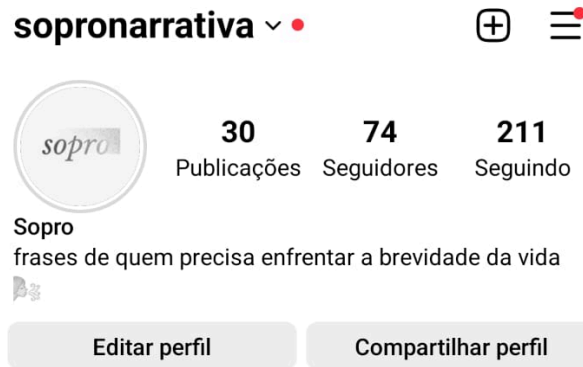 sopronarrativa
sopro
30 74 211
Publicações Seguidores Seguindo
Sopro
frases de quem precisa enfrentar a brevidade da vida
Editar perfil Compartilhar perfil